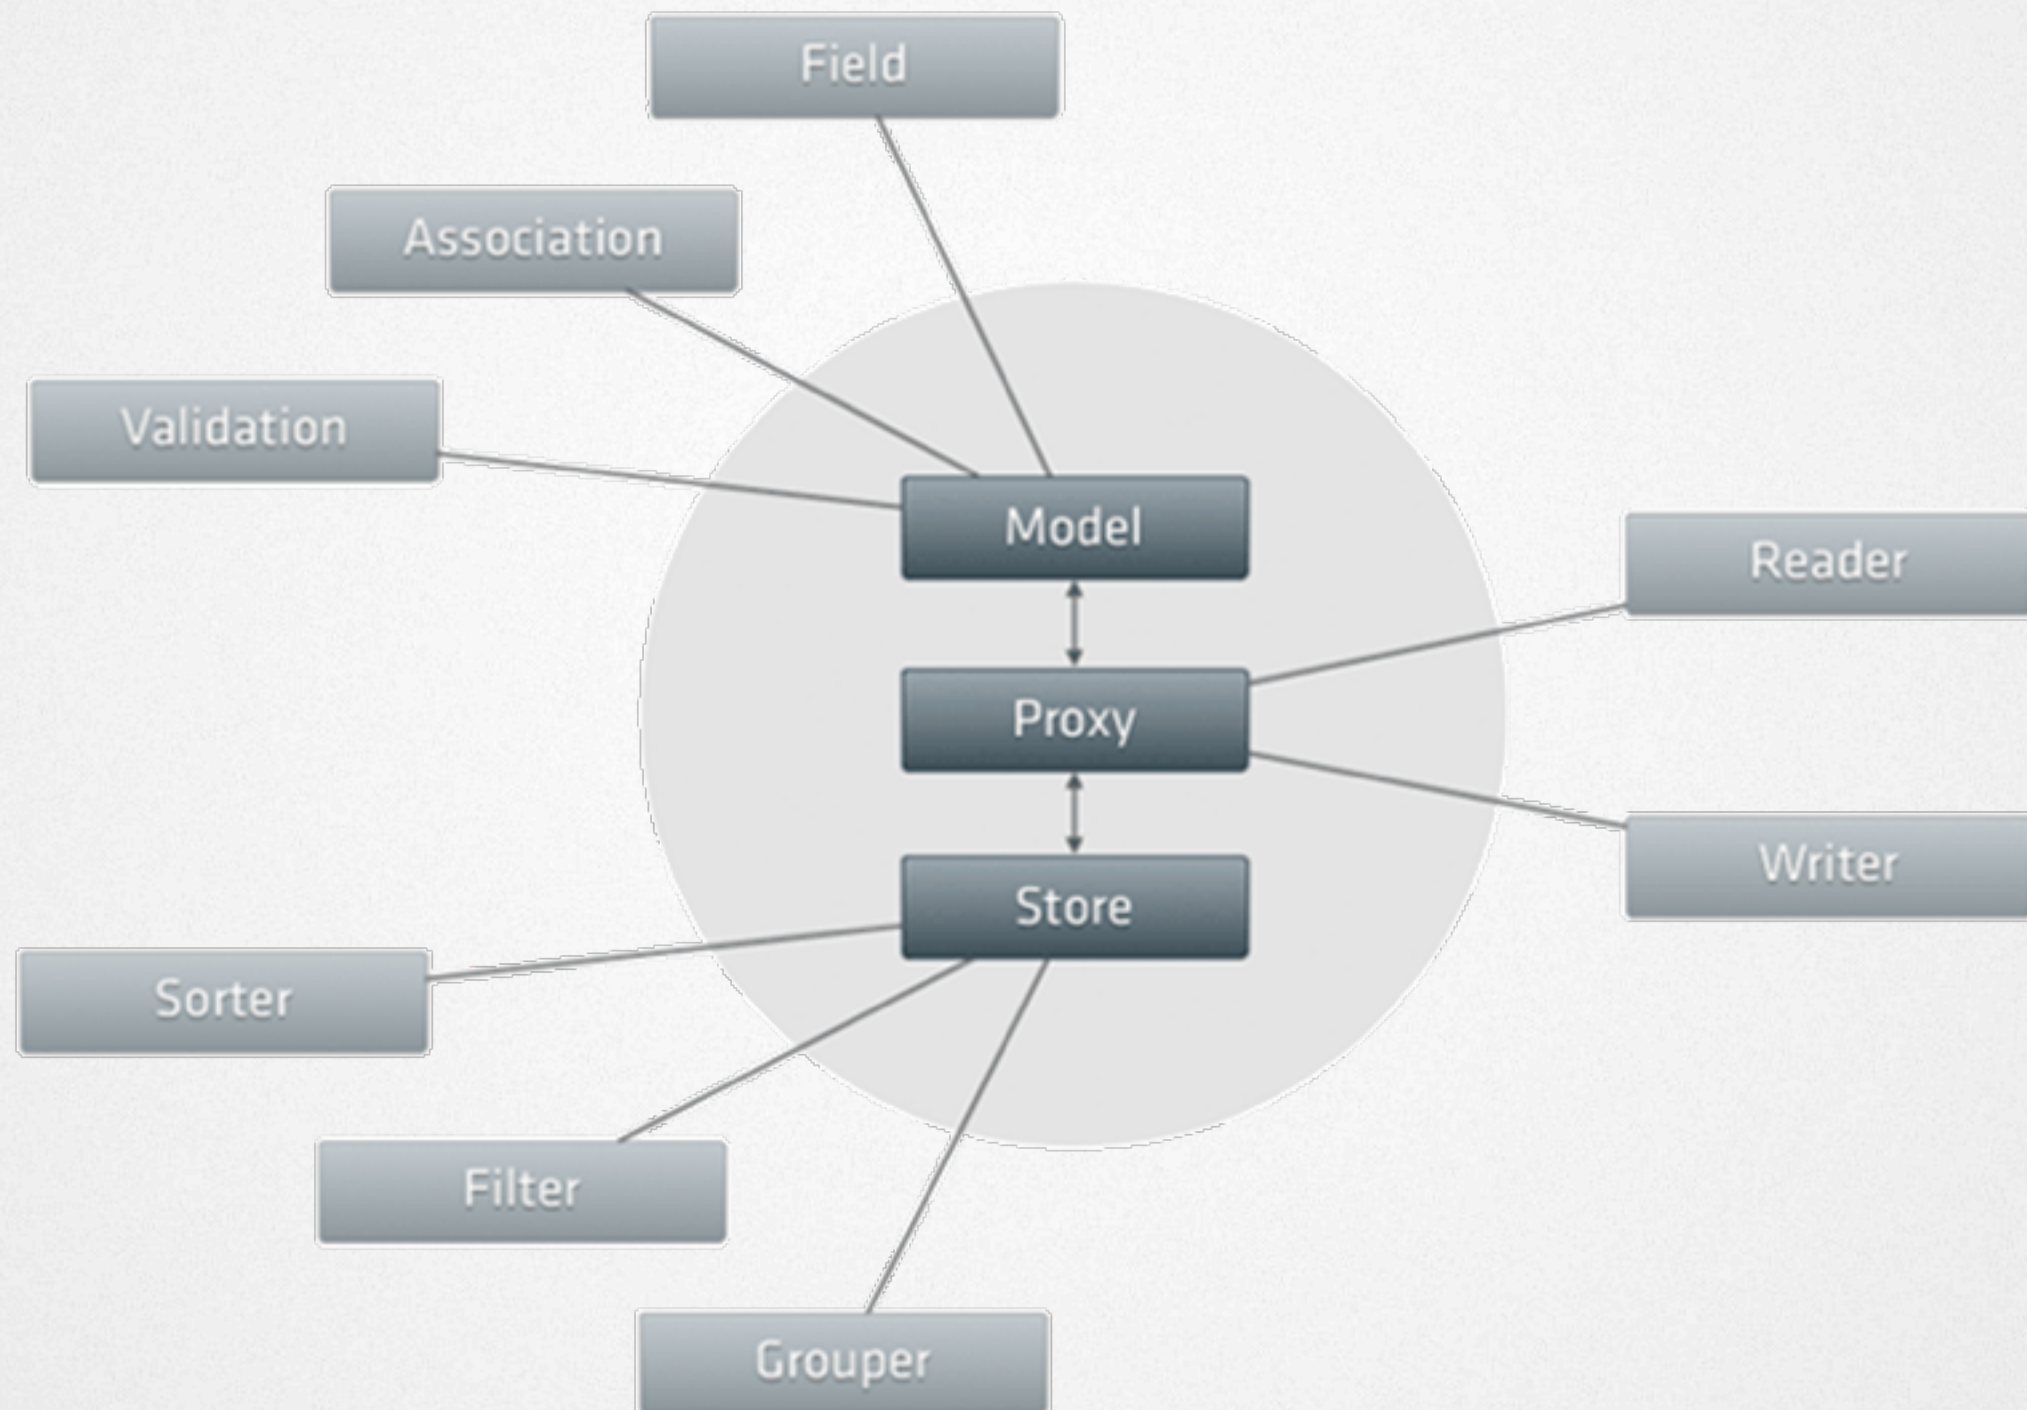 Field
Association
Validation
Model
Reader
Proxy
Writer
Store
Sorter
Filter
Grouper